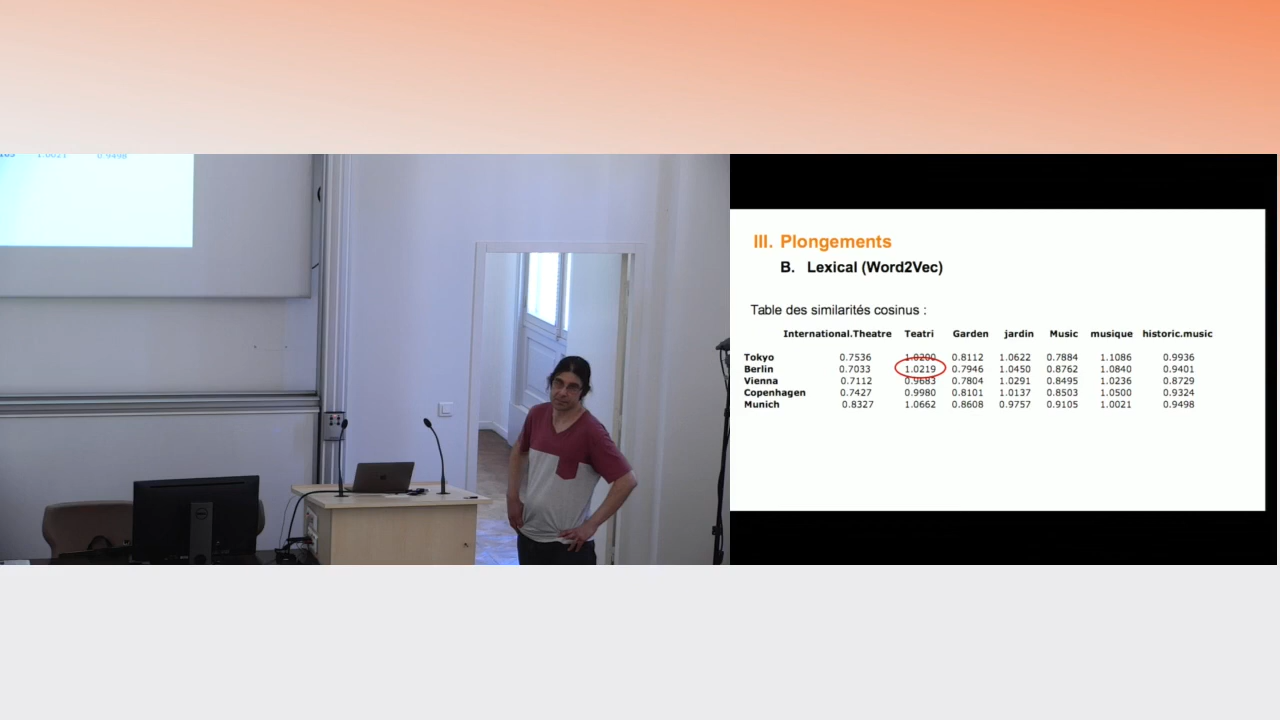 1.0021 0.9498
III. Plongements
B. Lexical (Word2Vec)
Table des similarités cosinus :
International.Theatre Teatri Garden jardin Music musique historic.music
Tokyo 0.7536 1.0200 0.8112 1.0622 0.7884 1.1086 0.9936
Berlin 0.7033 1.0219 0.7946 1.0450 0.8762 1.0840 0.9401
Vienna 0.7112 0.9683 0.7804 1.0291 0.8495 1.0236 0.8729
Copenhagen 0.7427 0.9980 0.8101 1.0137 0.8503 1.0500 0.9324
Munich 0.8327 1.0662 0.8608 0.9757 0.9105 1.0021 0.9498